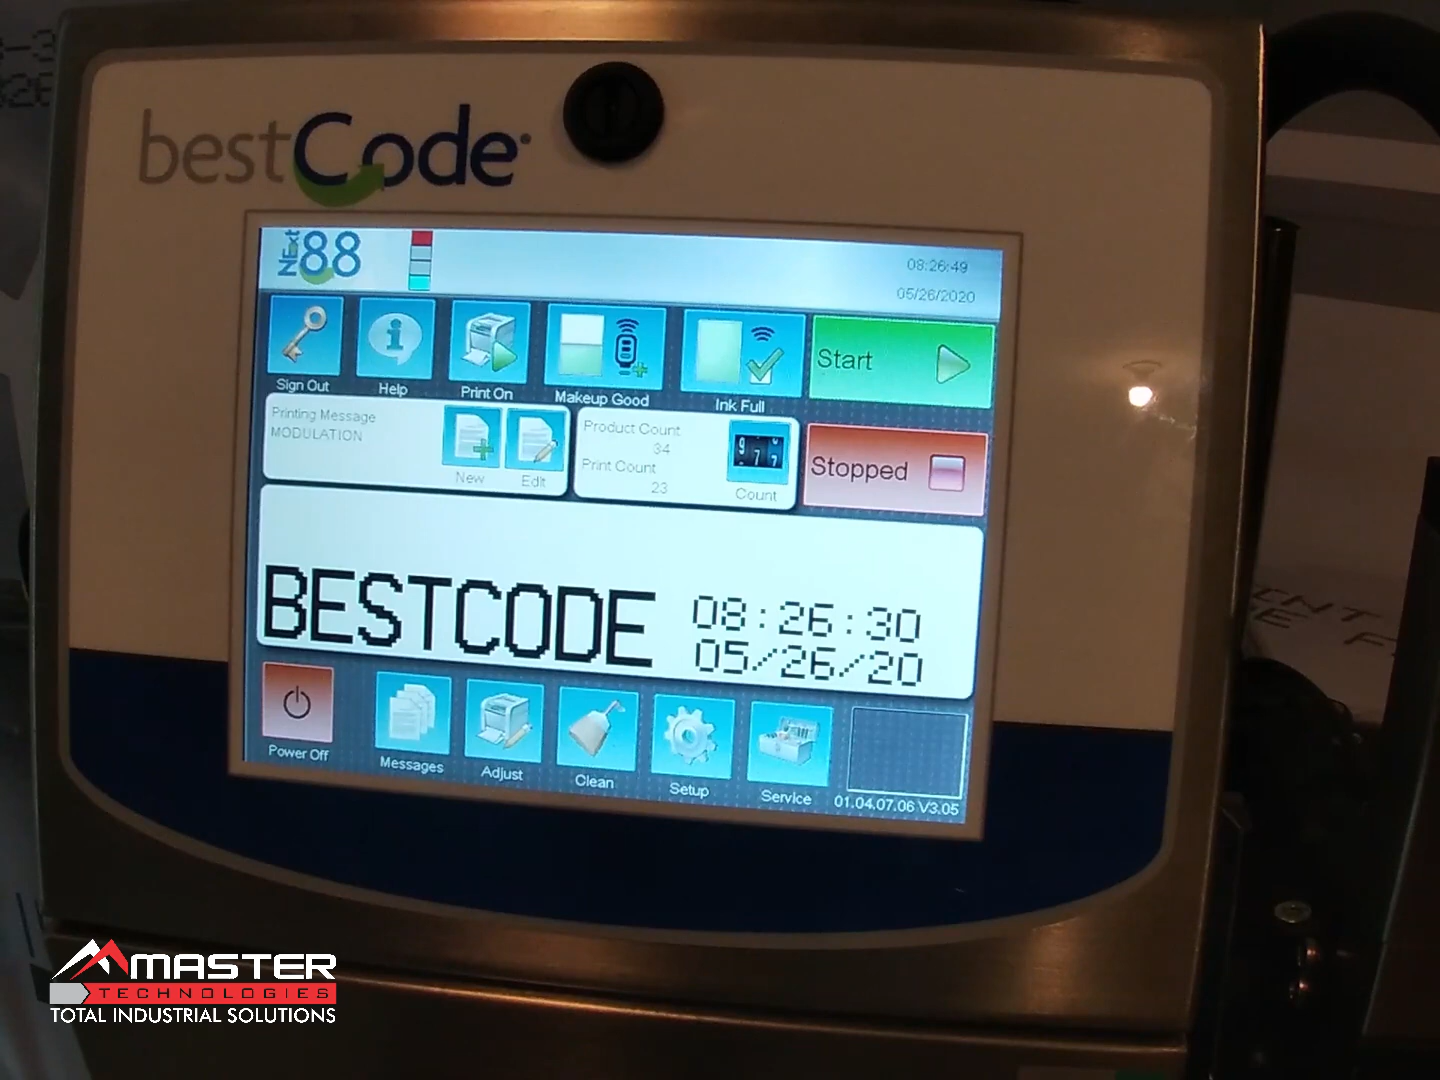 bestCode
NExt
88
08:26:49
05/26/2020
Sign Out
Help
Print On
Makeup Good
Ink Full
Start
Printing Message
MODULATION
New
Edit
Product Count
34
Print Count
23
Count
Stopped
BESTCODE
08:26:30
05/26/20
Power Off
Messages
Adjust
Clean
Setup
Service
01.04.07.06 V3.05
MASTER
TECHNOLOGIES
TOTAL INDUSTRIAL SOLUTIONS